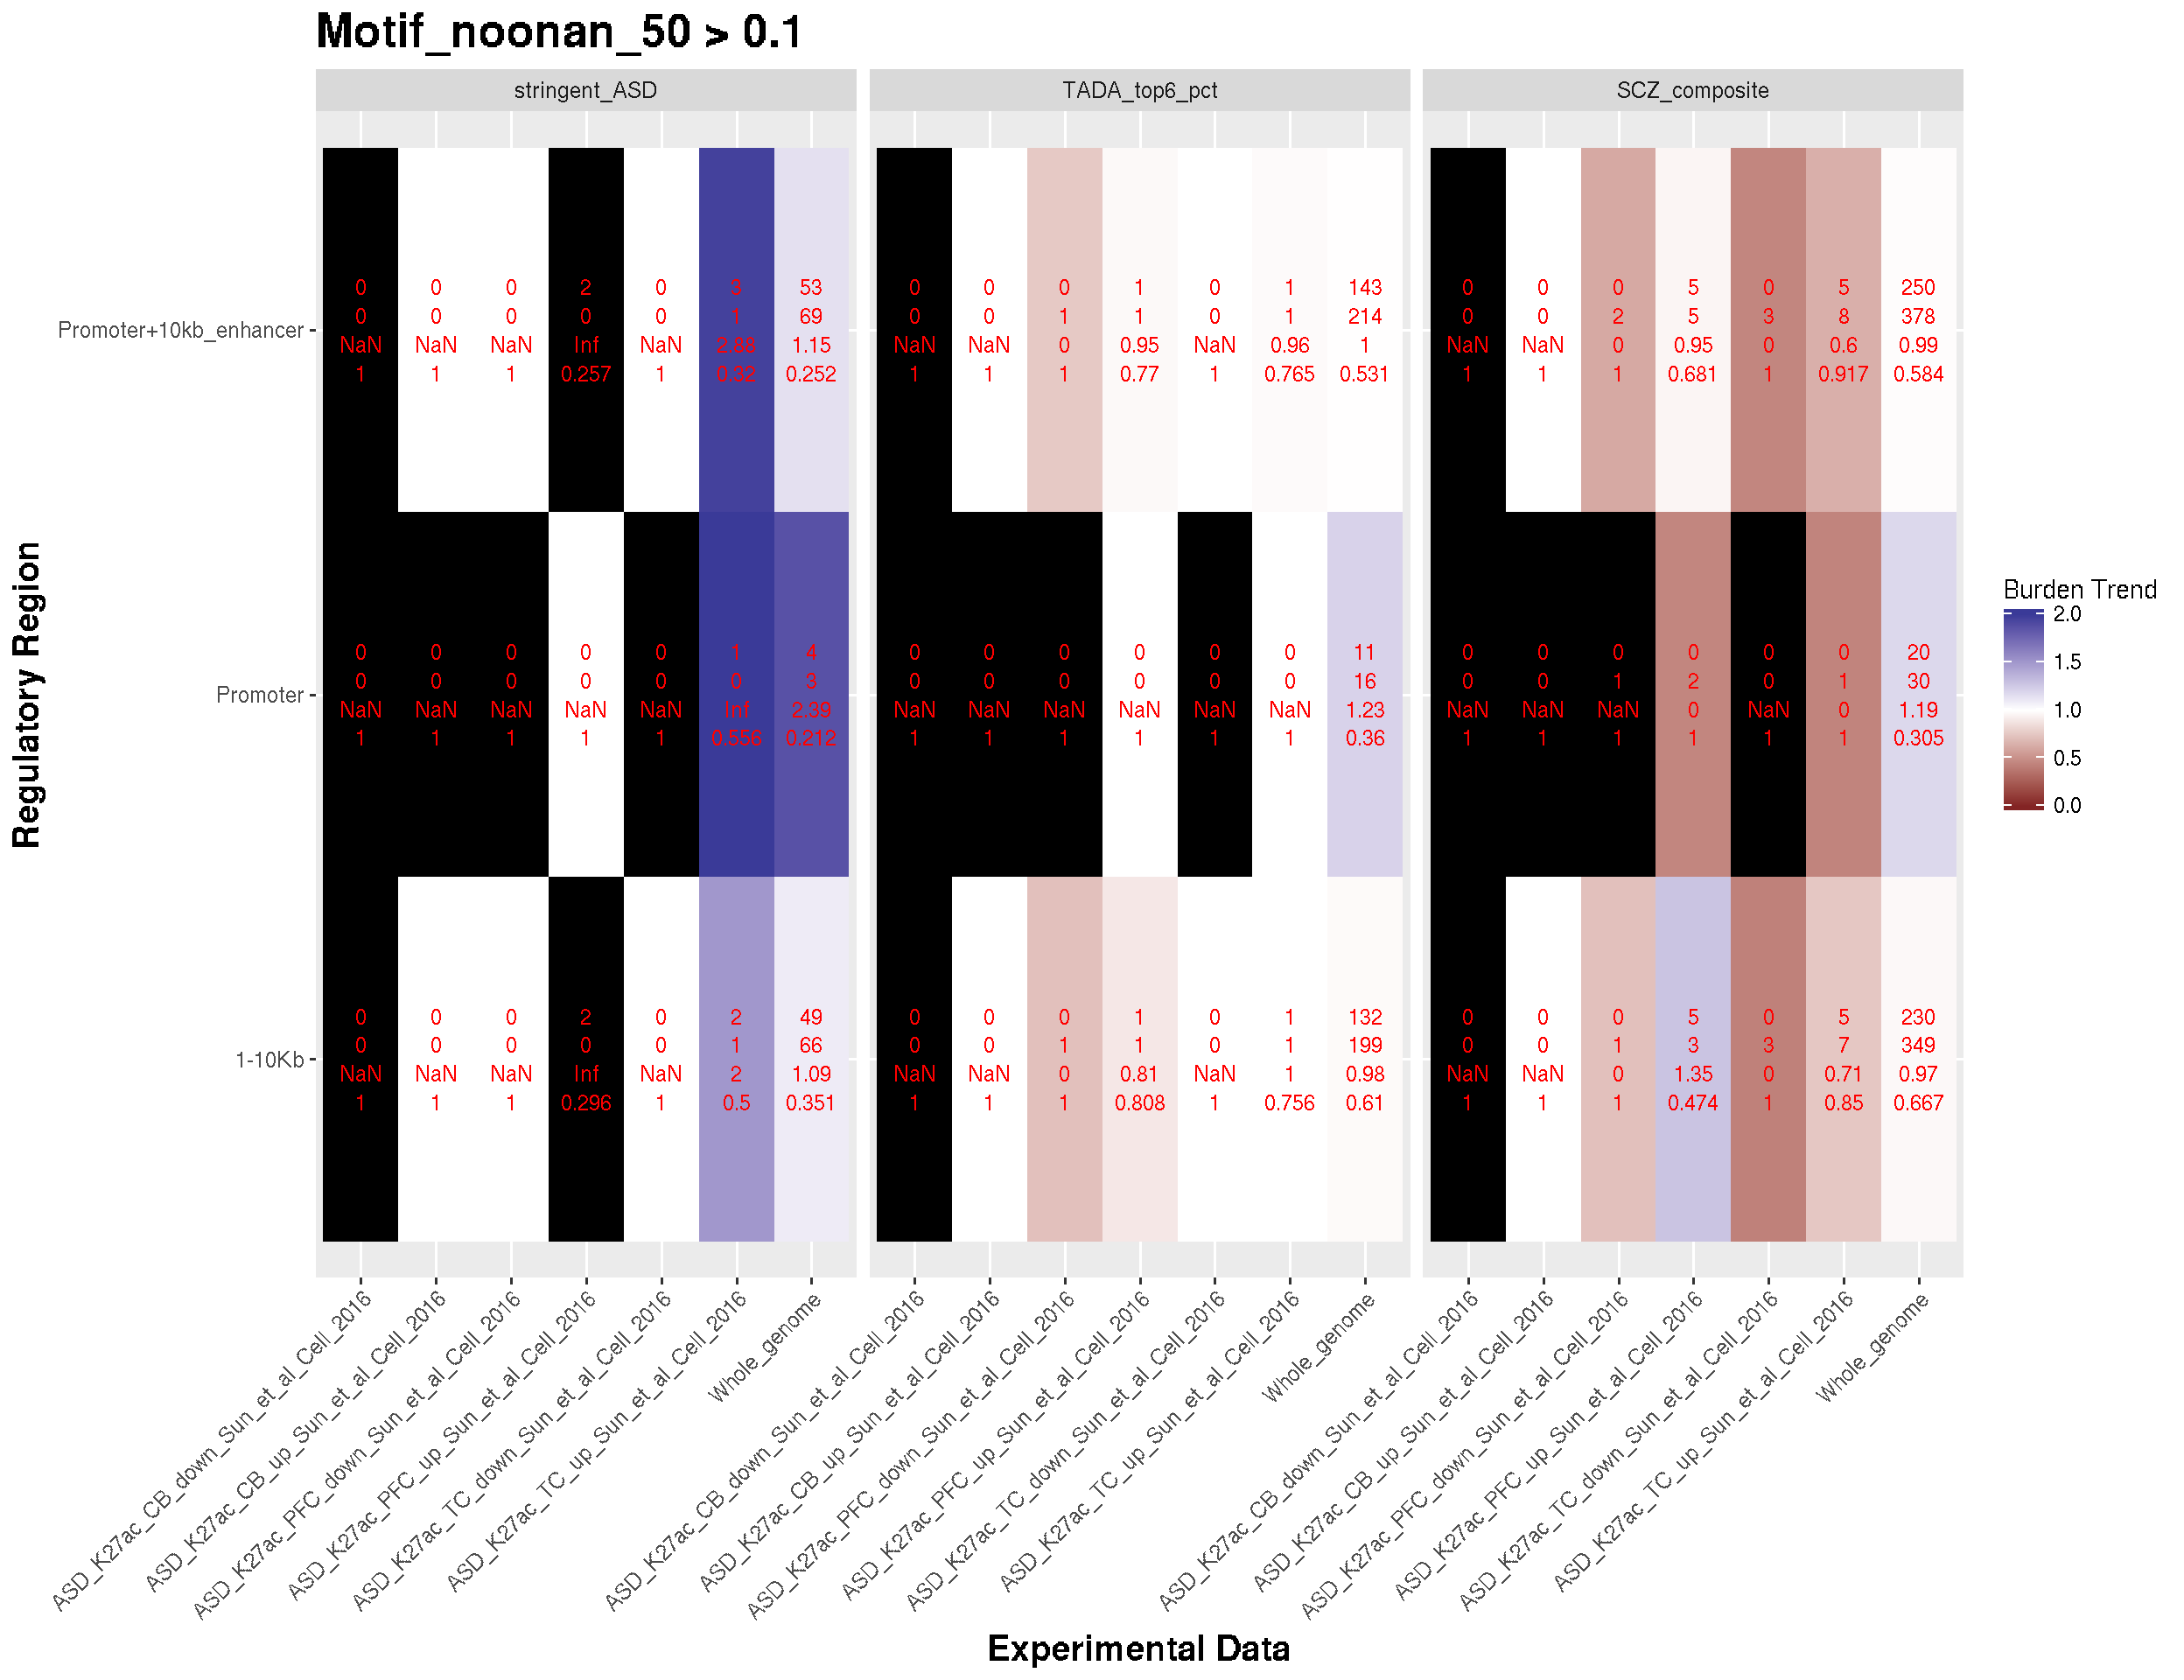 Motif_noonan_50 > 0.1
stringent_ASD TADA_top6_pct SCZ_composite
Regulatory Region
Promoter+10kb_enhancer
0 0 0 2 0 3 53 0 0 0 1 0 1 143 0 0 0 5 0 5 250
0 0 0 0 0 1 69 0 0 1 1 0 1 214 0 0 2 5 3 8 378
NaN NaN NaN Inf NaN 2.88 1.15 NaN NaN 0 0.95 NaN 0.96 1 NaN NaN 0 0.95 0 0.6 0.99
1 1 1 0.257 1 0.32 0.252 1 1 1 0.77 1 0.765 0.531 1 1 1 0.681 1 0.917 0.584
Promoter
0 0 0 0 0 1 4 0 0 0 0 0 0 11 0 0 0 0 0 0 20
0 0 0 0 0 0 3 0 0 0 0 0 0 16 0 0 1 2 0 1 30
NaN NaN NaN NaN NaN Inf 2.39 NaN NaN NaN NaN NaN NaN 1.23 NaN NaN NaN 0 NaN 0 1.19
1 1 1 1 1 0.556 0.212 1 1 1 1 1 1 0.36 1 1 1 1 1 1 0.305
1-10Kb
0 0 0 2 0 2 49 0 0 0 1 0 1 132 0 0 0 5 0 5 230
0 0 0 0 0 1 66 0 0 1 1 0 1 199 0 0 1 3 3 7 349
NaN NaN NaN Inf NaN 2 1.09 NaN NaN 0 0.81 NaN 1 0.98 NaN NaN 0 1.35 0 0.71 0.97
1 1 1 0.296 1 0.5 0.351 1 1 1 0.808 1 0.756 0.61 1 1 1 0.474 1 0.85 0.667
Burden Trend
2.0
1.5
1.0
0.5
0.0
ASD_K27ac_CB_down_Sun_et_al_Cell_2016
ASD_K27ac_CB_up_Sun_et_al_Cell_2016
ASD_K27ac_PFC_down_Sun_et_al_Cell_2016
ASD_K27ac_PFC_up_Sun_et_al_Cell_2016
ASD_K27ac_TC_down_Sun_et_al_Cell_2016
ASD_K27ac_TC_up_Sun_et_al_Cell_2016
Whole_genome
ASD_K27ac_CB_down_Sun_et_al_Cell_2016
ASD_K27ac_CB_up_Sun_et_al_Cell_2016
ASD_K27ac_PFC_down_Sun_et_al_Cell_2016
ASD_K27ac_PFC_up_Sun_et_al_Cell_2016
ASD_K27ac_TC_down_Sun_et_al_Cell_2016
ASD_K27ac_TC_up_Sun_et_al_Cell_2016
Whole_genome
ASD_K27ac_CB_down_Sun_et_al_Cell_2016
ASD_K27ac_CB_up_Sun_et_al_Cell_2016
ASD_K27ac_PFC_down_Sun_et_al_Cell_2016
ASD_K27ac_PFC_up_Sun_et_al_Cell_2016
ASD_K27ac_TC_down_Sun_et_al_Cell_2016
ASD_K27ac_TC_up_Sun_et_al_Cell_2016
Whole_genome
Experimental Data